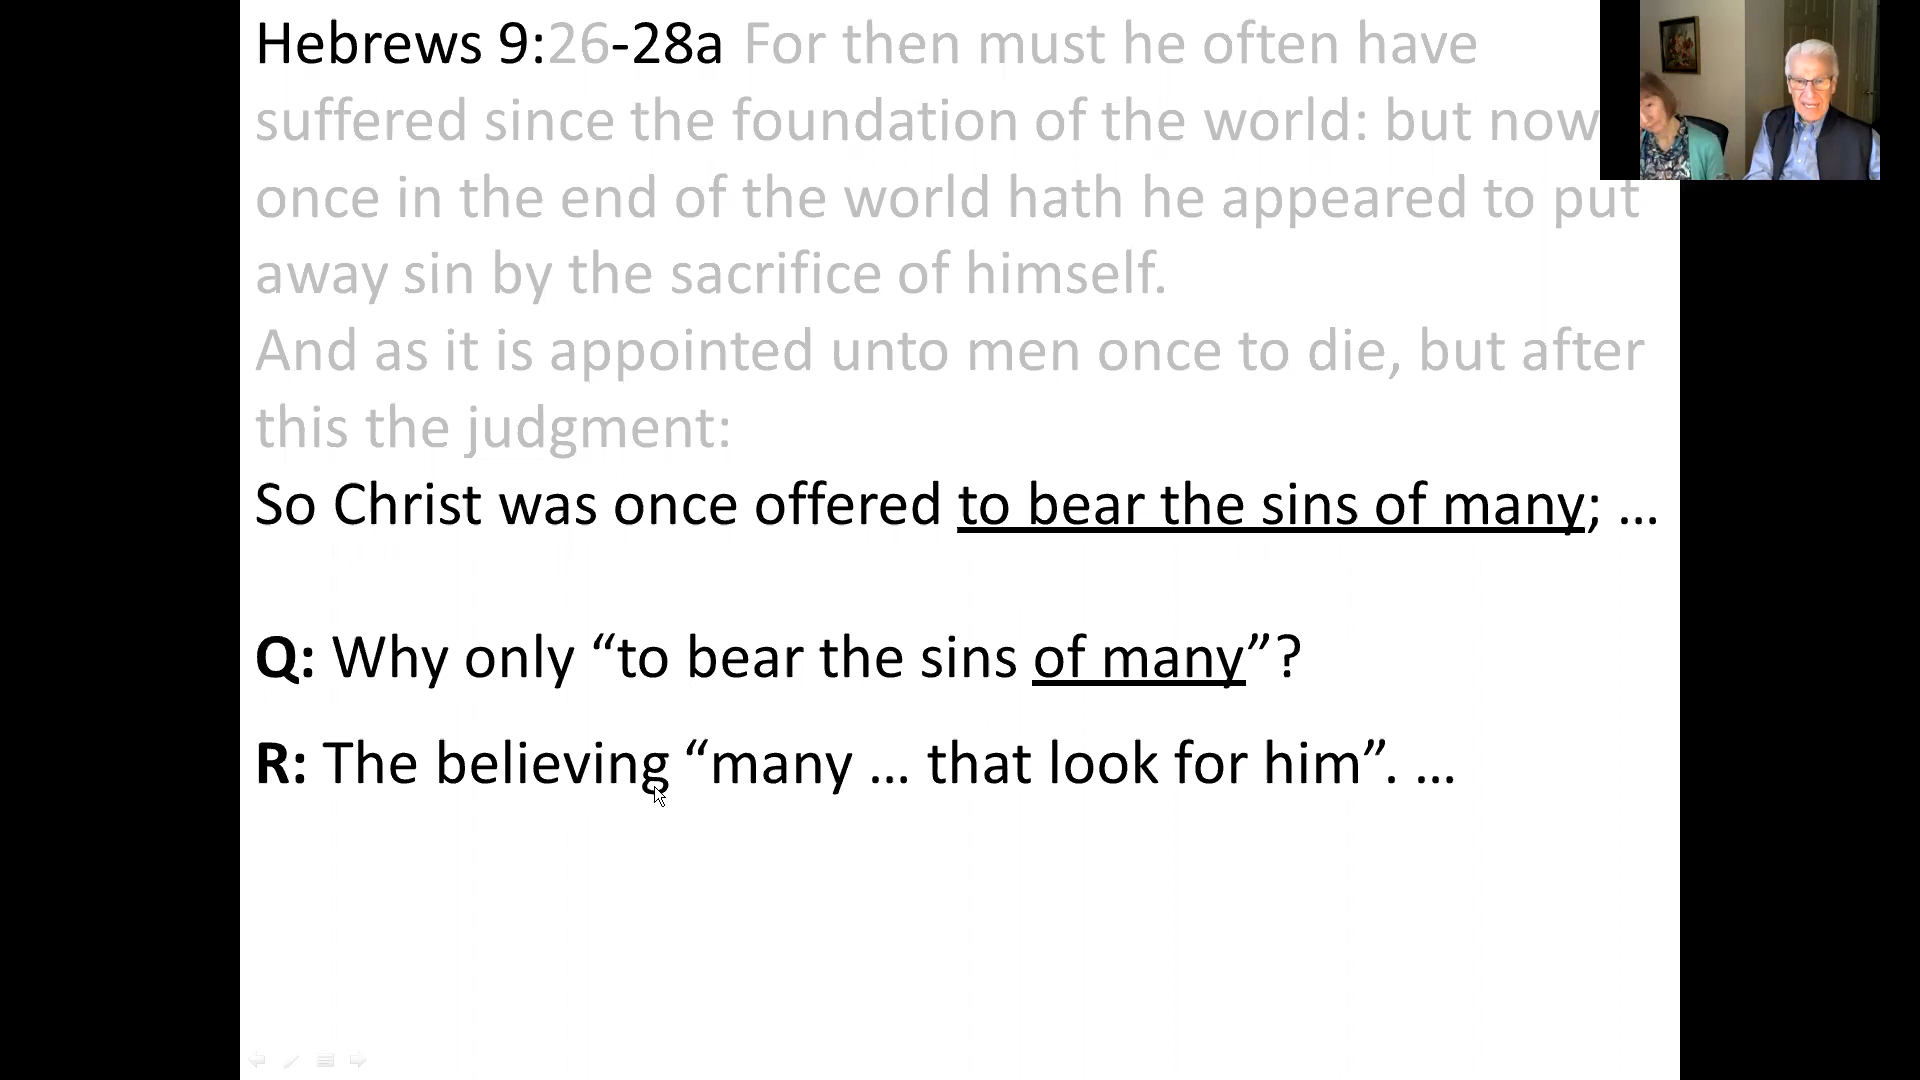 Hebrews 9:26-28a For then must he often have
suffered since the foundation of the world: but now
once in the end of the world hath he appeared to put
away sin by the sacrifice of himself.
And as it is appointed unto men once to die, but after
this the judgment:
So Christ was once offered to bear the sins of many; ...
Q: Why only “to bear the sins of many”?
R: The believing “many ... that look for him”. ...